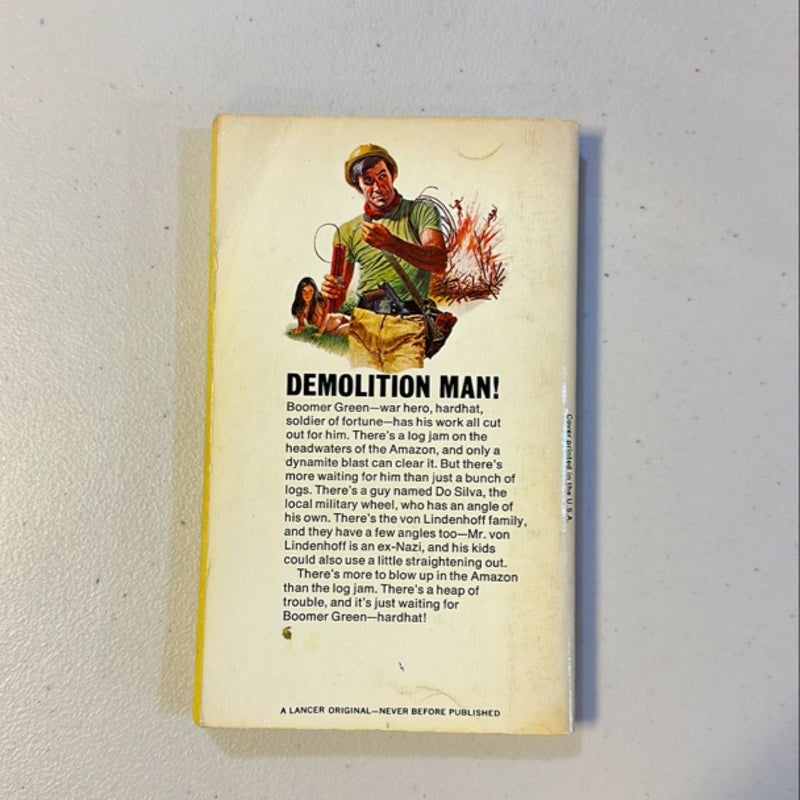 DEMOLITION MAN!
Boomer Green—war hero, hardhat,
soldier of fortune—has his work all cut
out for him. There's a log jam on the
headwaters of the Amazon, and only a
dynamite blast can clear it. But there's
more waiting for him than just a bunch of
logs. There's a guy named Do Silva, the
local military wheel, who has an angle of
his own. There's the von Lindenhoff family,
and they have a few angles too—Mr. von
Lindenhoff is an ex-Nazi, and his kids
could also use a little straightening out.
There's more to blow up in the Amazon
than the log jam. There's a heap of
trouble, and it's just waiting for
Boomer Green—hardhat!
A LANCER ORIGINAL—NEVER BEFORE PUBLISHED
Cover printed in the U.S.A.